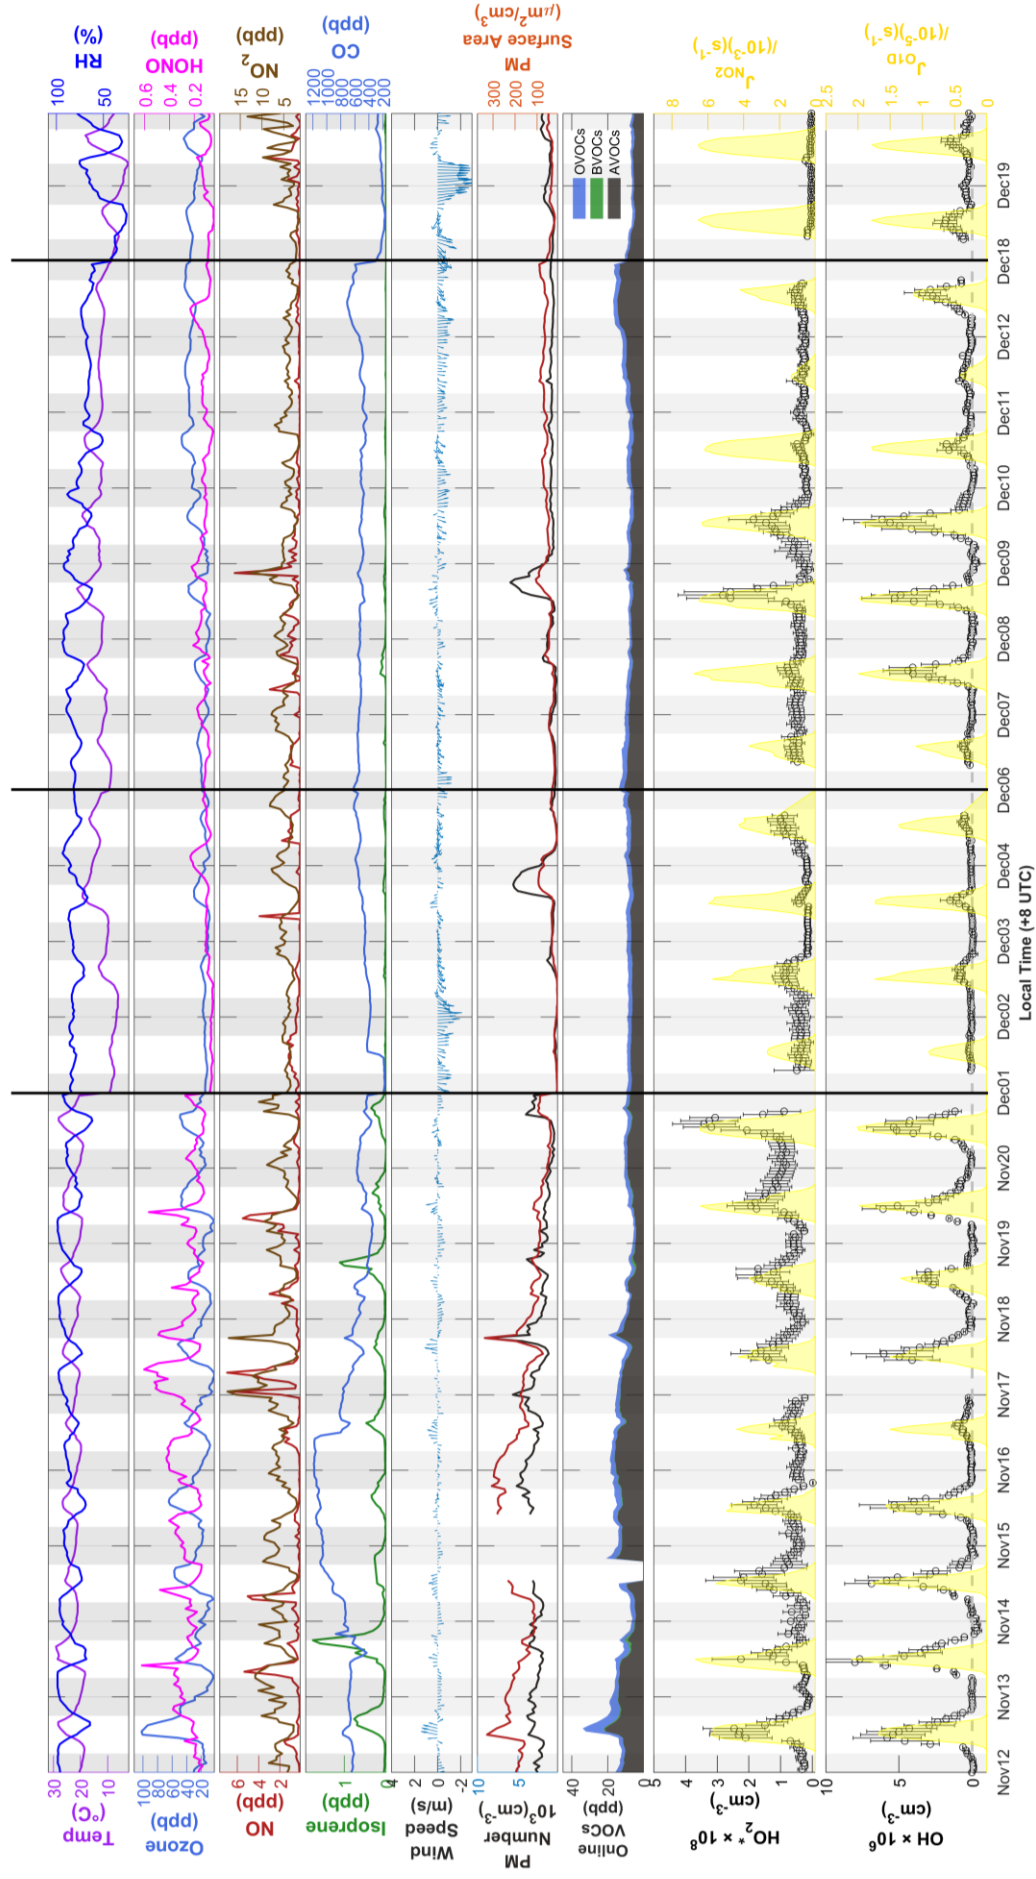 Temp
(°C)
30
20
10
RH
(%)
100
50
Ozone
(ppb)
100
80
60
40
20
HONO
(ppb)
0.6
0.4
0.2
NO
(ppb)
6
4
2
NO2
(ppb)
15
10
5
Isoprene
(ppb)
1
0
CO
(ppb)
1200
1000
800
600
400
200
Wind
Speed
(m/s)
4
2
0
-2
PM
Number
10³(cm⁻³)
10
5
PM
Surface Area
(μm²/cm³)
300
200
100
Online
VOCs
(ppb)
40
20
0
OVOCs
BVOCs
AVOCs
HO2* × 10⁸
(cm⁻³)
5
4
3
2
1
0
JNO2
/(10⁻³)(s⁻¹)
8
6
4
2
0
OH × 10⁶
(cm⁻³)
10
5
0
JO1D
/(10⁻⁵)(s⁻¹)
2.5
2
1.5
1
0.5
0
Nov12
Nov13
Nov14
Nov15
Nov16
Nov17
Nov18
Nov19
Nov20
Dec01
Dec02
Dec03
Dec04
Dec06
Dec07
Dec08
Dec09
Dec10
Dec11
Dec12
Dec18
Dec19
Local Time (+8 UTC)